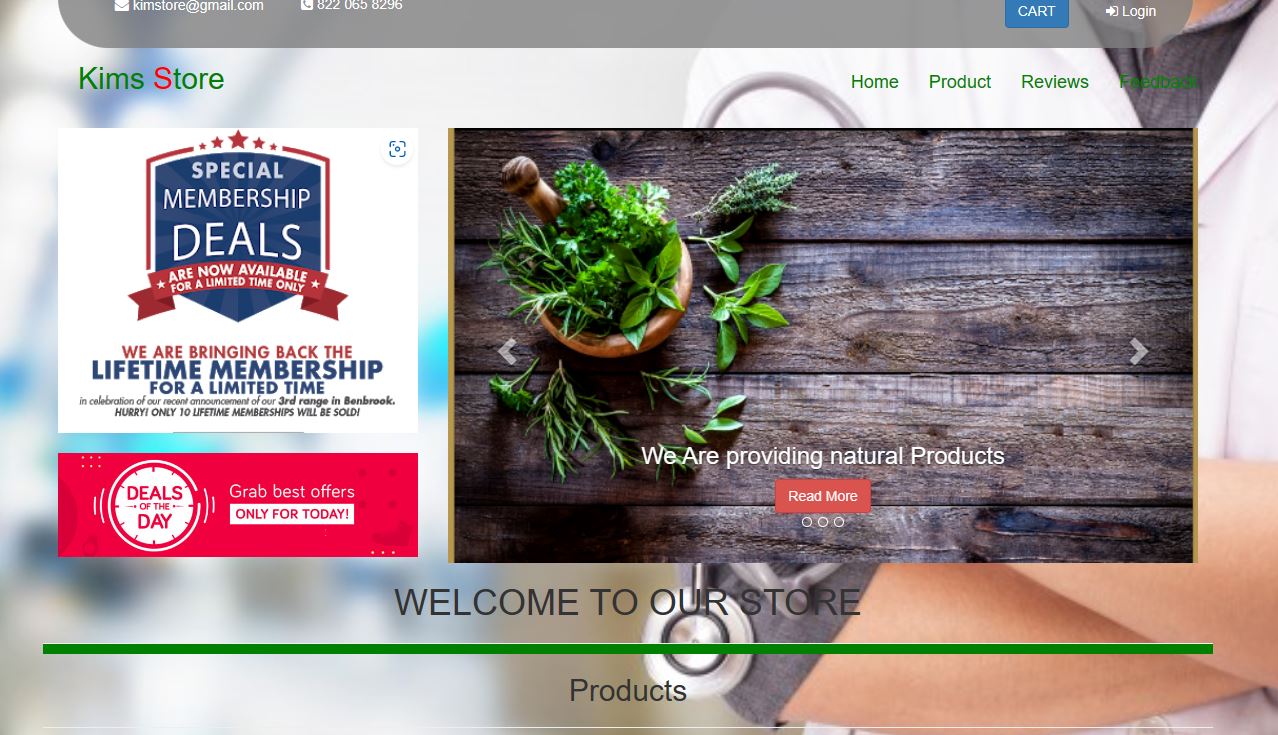 kimstore@gmail.com
822 065 8296
CART
Login
Kims Store
Home
Product
Reviews
Feedback
SPECIAL
MEMBERSHIP
DEALS
ARE NOW AVAILABLE
FOR A LIMITED TIME ONLY
WE ARE BRINGING BACK THE
LIFETIME MEMBERSHIP
FOR A LIMITED TIME
in celebration of our recent announcement of our 3rd range in Benbrook.
HURRY! ONLY 10 LIFETIME MEMBERSHIPS WILL BE SOLD!
DEALS
OF THE
DAY
Grab best offers
ONLY FOR TODAY!
We Are providing natural Products
Read More
WELCOME TO OUR STORE
Products